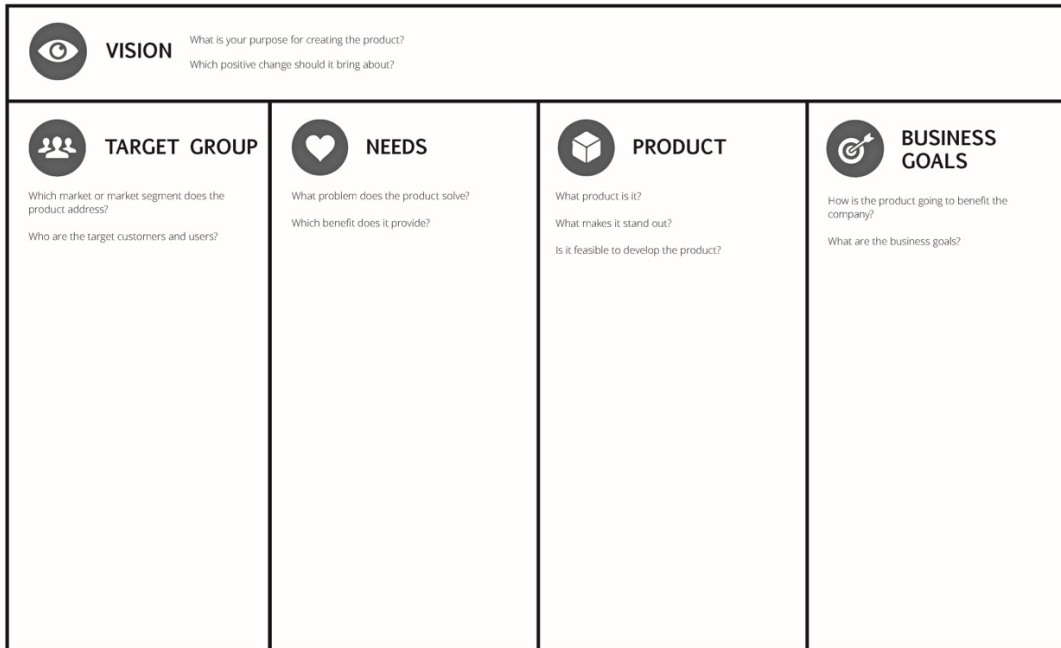 VISION
What is your purpose for creating the product?
Which positive change should it bring about?
TARGET GROUP
Which market or market segment does the
product address?
Who are the target customers and users?
NEEDS
What problem does the product solve?
Which benefit does it provide?
PRODUCT
What product is it?
What makes it stand out?
Is it feasible to develop the product?
BUSINESS
GOALS
How is the product going to benefit the
company?
What are the business goals?